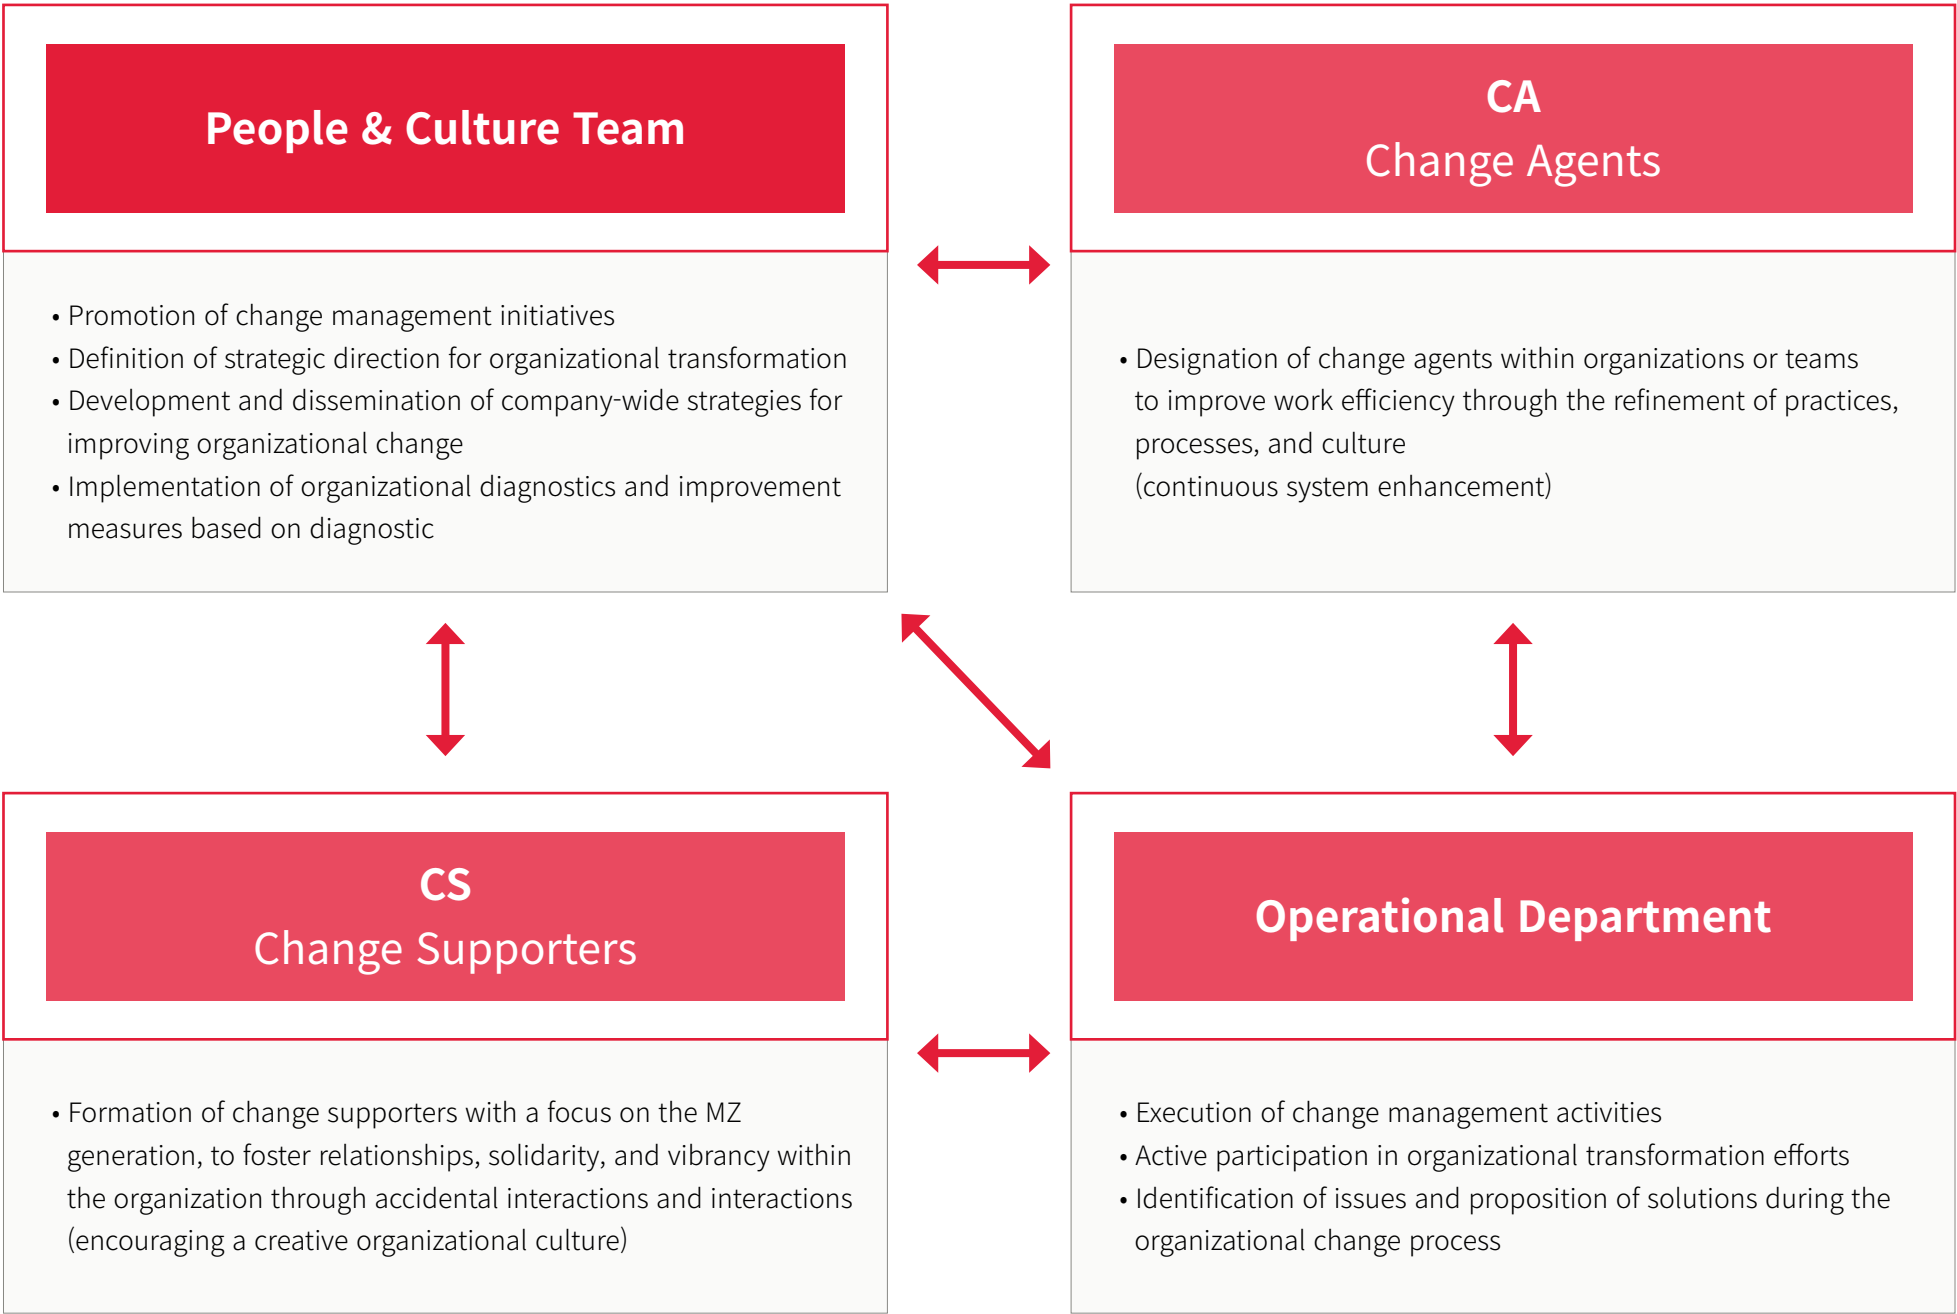 People & Culture Team
• Promotion of change management initiatives
• Definition of strategic direction for organizational transformation
• Development and dissemination of company-wide strategies for
improving organizational change
• Implementation of organizational diagnostics and improvement
measures based on diagnostic
CA
Change Agents
• Designation of change agents within organizations or teams
to improve work efficiency through the refinement of practices,
processes, and culture
(continuous system enhancement)
CS
Change Supporters
• Formation of change supporters with a focus on the MZ
generation, to foster relationships, solidarity, and vibrancy within
the organization through accidental interactions and interactions
(encouraging a creative organizational culture)
Operational Department
• Execution of change management activities
• Active participation in organizational transformation efforts
• Identification of issues and proposition of solutions during the
organizational change process